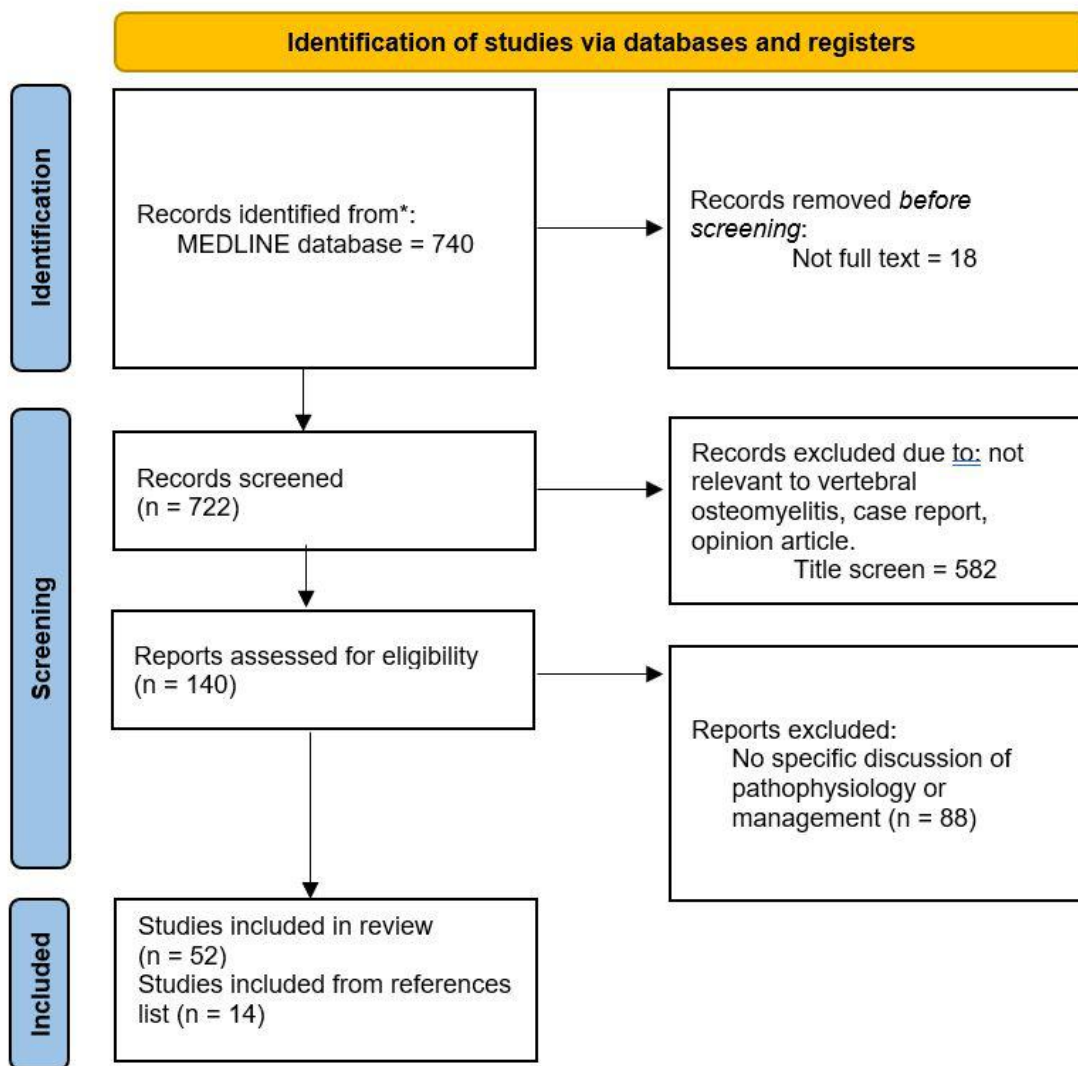 Identification of studies via databases and registers
Identification
Records identified from*:
MEDLINE database = 740
Records removed before
screening:
Not full text = 18
Screening
Records screened
(n = 722)
Records excluded due to: not
relevant to vertebral
osteomyelitis, case report,
opinion article.
Title screen = 582
Reports assessed for eligibility
(n = 140)
Reports excluded:
No specific discussion of
pathophysiology or
management (n = 88)
Included
Studies included in review
(n = 52)
Studies included from references
list (n = 14)